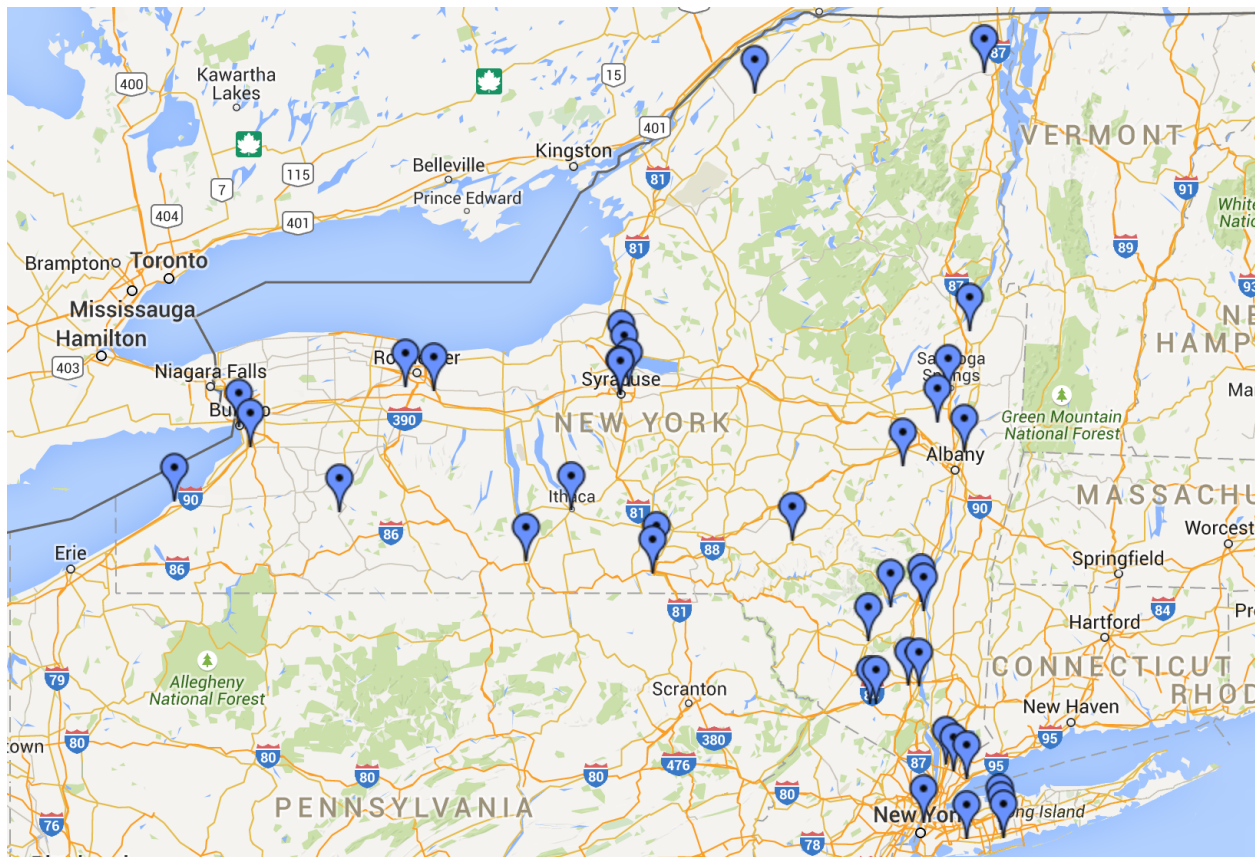 400
Kawartha
Lakes
15
87
401
VERMONT
Kingston
Belleville
115
7
81
91
Prince Edward
404
401
81
89
Toronto
Brampton
87
Mississauga
Hamilton
403
Niagara Falls
Syracuse
NEW YORK
390
Green Mountain
National Forest
Albany
Ithaca
81
90
90
86
88
Erie
86
Springfield
81
84
Hartford
CONNECTICUT
Allegheny
National Forest
79
Scranton
New Haven
80
380
95
80
476
87
95
80
80
80
PENNSYLVANIA
76
New York
78